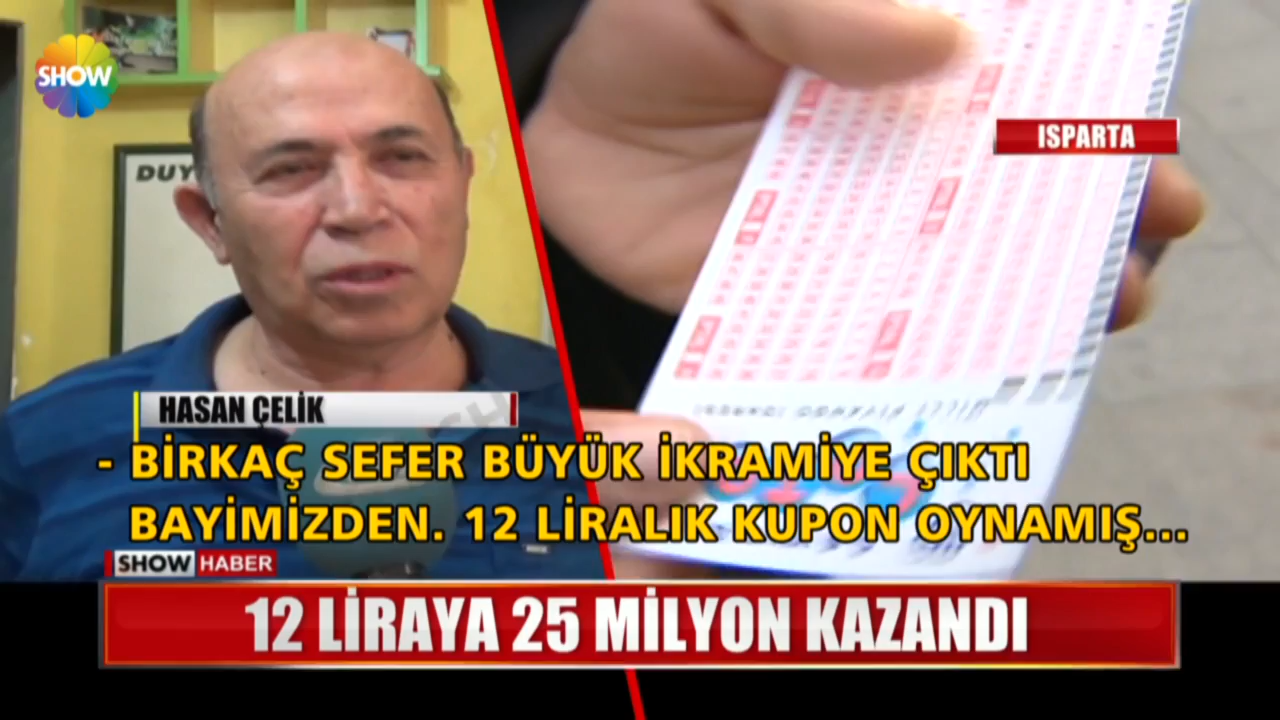 SHOW
ISPARTA
DUY
HASAN ÇELİK
- BİRKAÇ SEFER BÜYÜK İKRAMİYE ÇIKTI
BAYİMİZDEN. 12 LİRALIK KUPON OYNAMIŞ...
SHOW HABER
12 LİRAYA 25 MİLYON KAZANDI